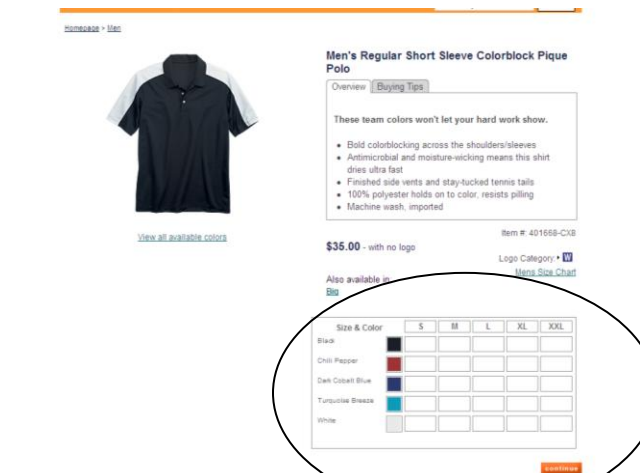 Homepage > Men
Men's Regular Short Sleeve Colorblock Pique
Polo
Overview
Buying Tips
These team colors won't let your hard work show.
• Bold colorblocking across the shoulders/sleeves
• Antimicrobial and moisture-wicking means this shirt
dries ultra fast
• Finished side vents and stay-tucked tennis tails
• 100% polyester holds on to color, resists pilling
• Machine wash, imported
View all available colors
Item #: 401668-CX8
$35.00 - with no logo
Logo Category: • W
Mens Size Chart
Also available in
Big
Size & Color S M L XL XXL
Black
Chili Pepper
Dark Cobalt Blue
Turquoise Breeze
White
continue